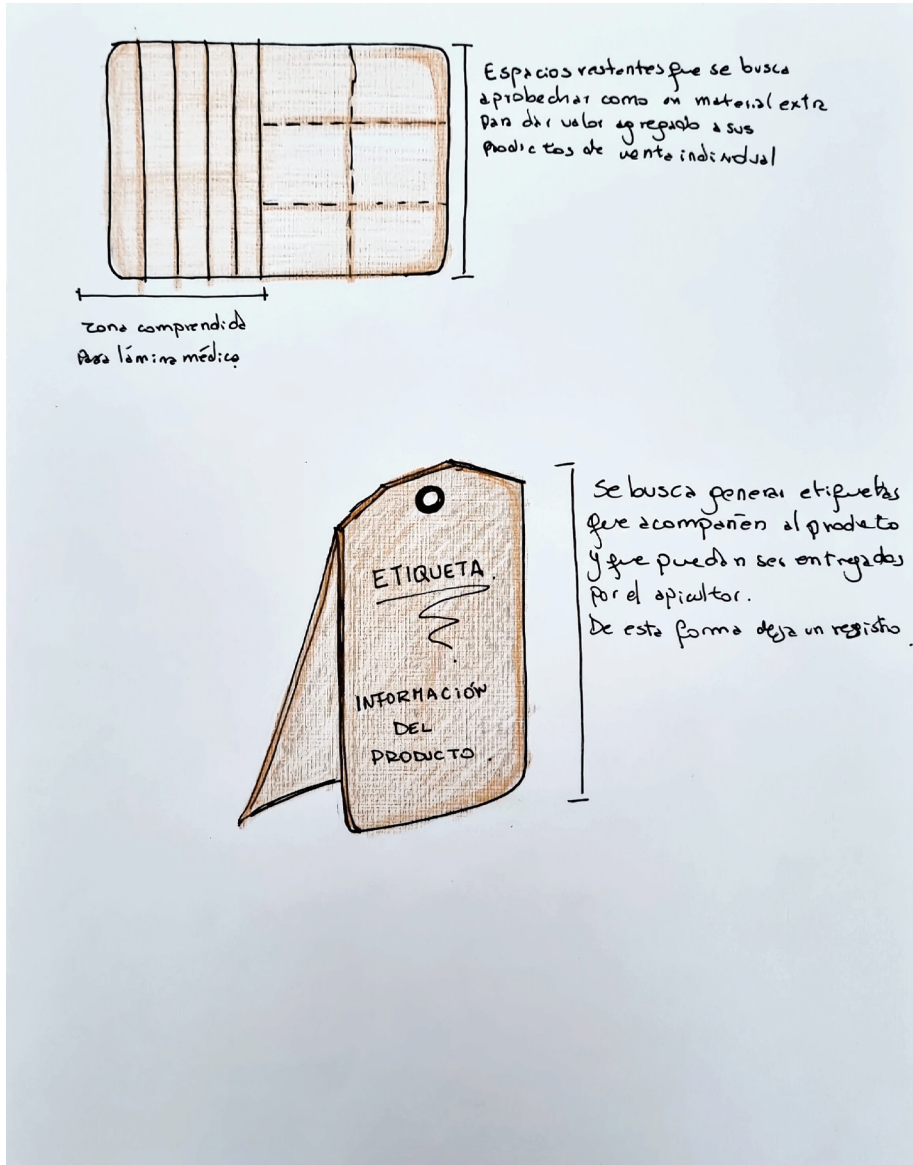 Espacios restantes que se busca
aprobechar como un material extra
para dar valor agregado a sus
productos de venta individual
zona comprendida
para lámina médica
ETIQUETA.
INFORMACIÓN
DEL
PRODUCTO.
Se busca generar etiquetas
que acompañen al produto
y que puedan ser entregados
por el apicultor.
De esta forma deja un registro.